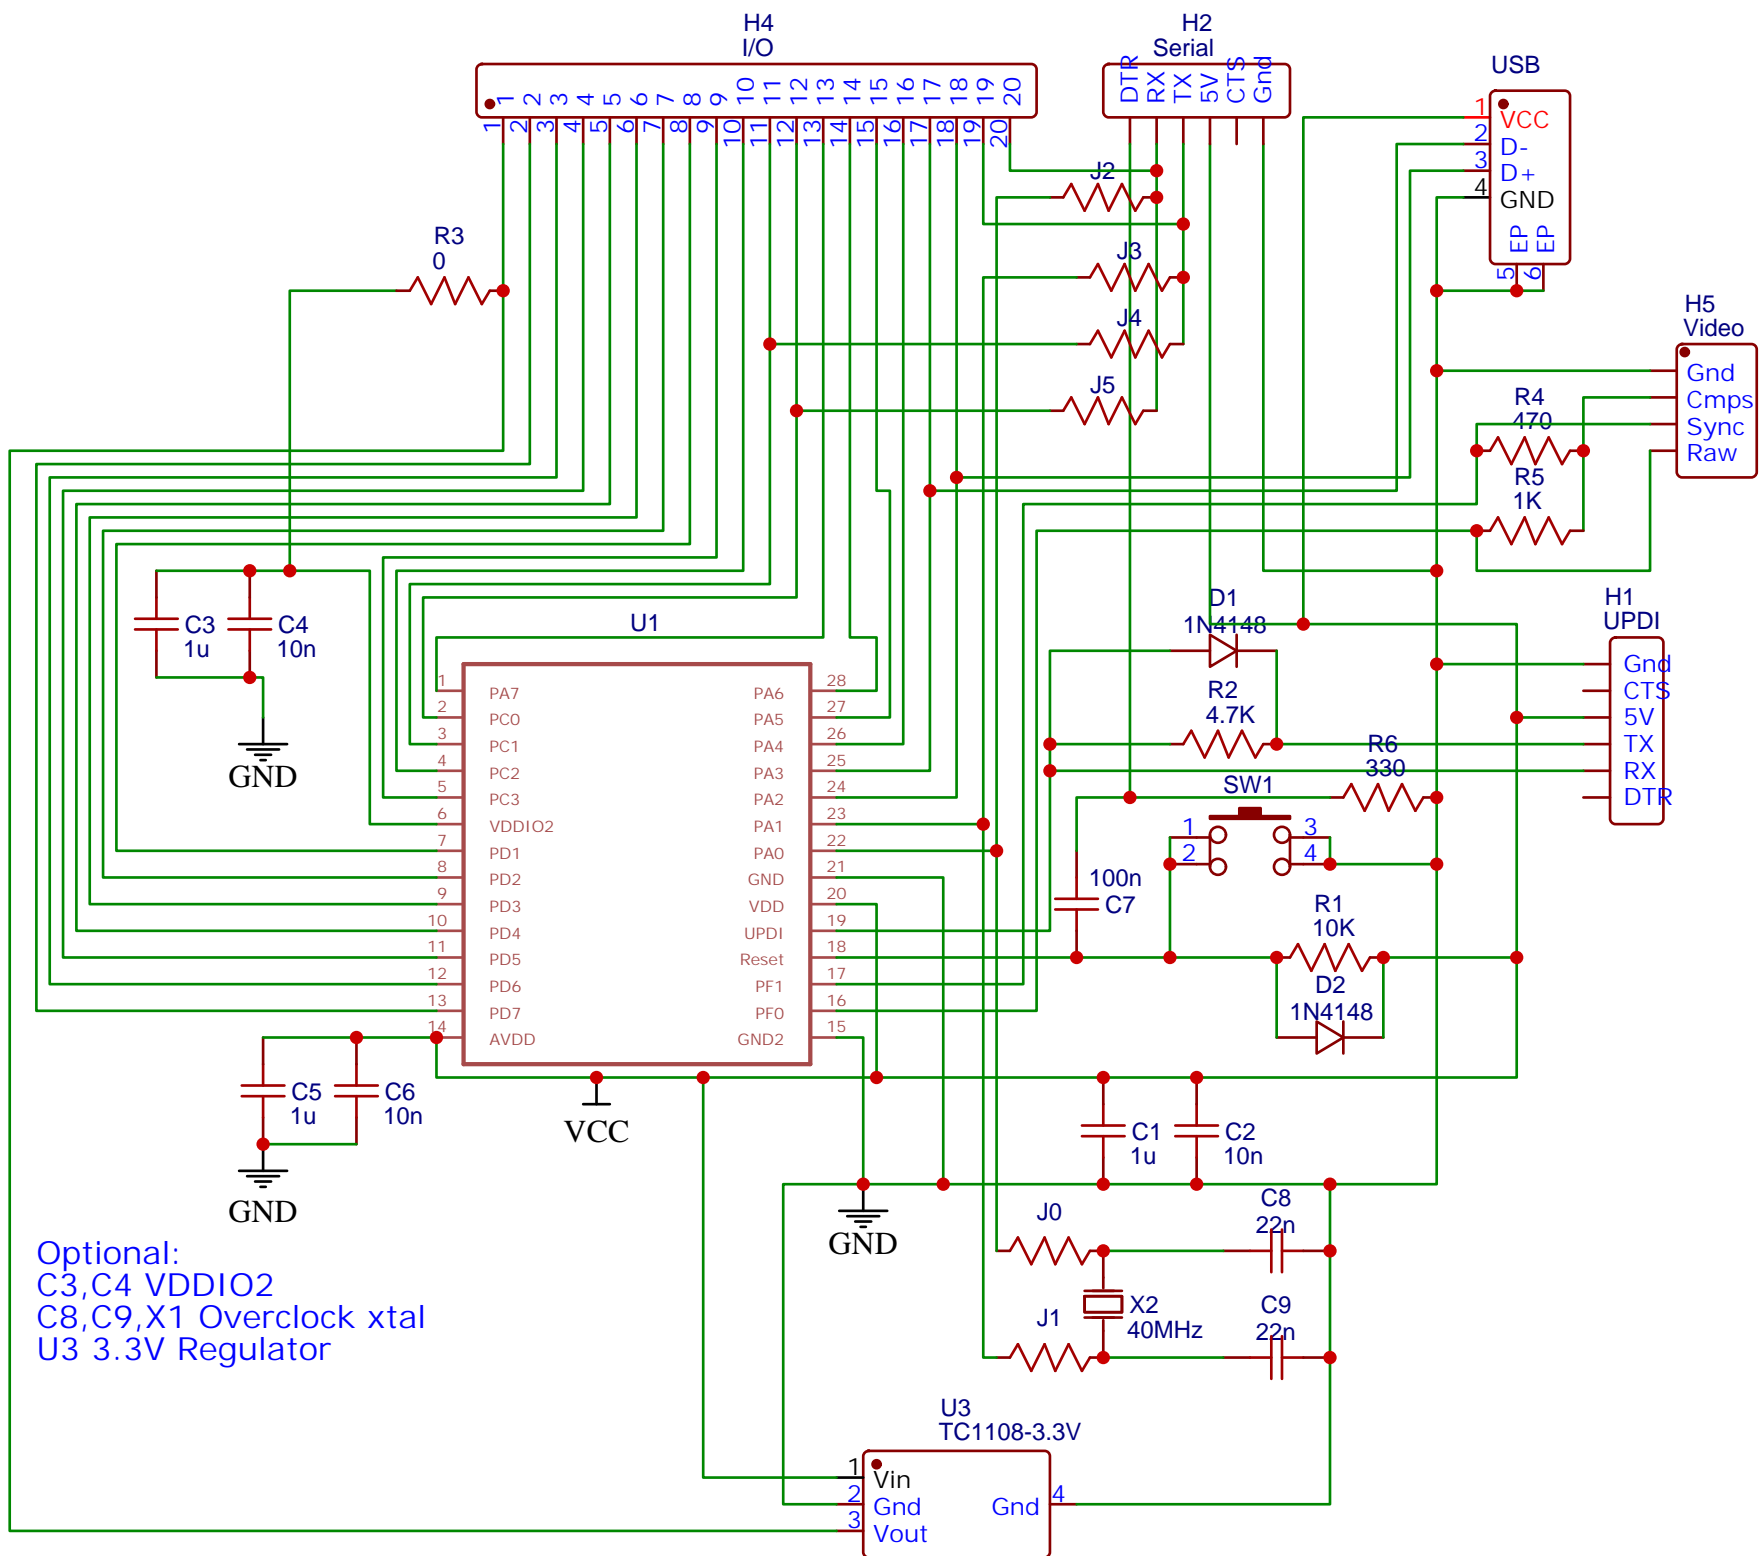 H4
I/O
1 2 3 4 5 6 7 8 9 10 11 12 13 14 15 16 17 18 19 20
1 2 3 4 5 6 7 8 9 10 11 12 13 14 15 16 17 18 19 20
H2
Serial
DTR RX TX 5V CTS Gnd
USB
1 VCC
2 D-
3 D+
4 GND
EP EP
5 6
J2
R3
0
J3
J4
J5
H5
Video
Gnd
Cmps
Sync
Raw
R4
470
R5
1K
C3
1u
C4
10n
GND
U1
1 PA7
2 PC0
3 PC1
4 PC2
5 PC3
6 VDDIO2
7 PD1
8 PD2
9 PD3
10 PD4
11 PD5
12 PD6
13 PD7
14 AVDD
PA6 28
PA5 27
PA4 26
PA3 25
PA2 24
PA1 23
PA0 22
GND 21
VDD 20
UPDI 19
Reset 18
PF1 17
PF0 16
GND2 15
D1
1N4148
R2
4.7K
H1
UPDI
Gnd
CTS
5V
TX
RX
DTR
R6
330
SW1
1 3
2 4
100n
C7
R1
10K
D2
1N4148
C5
1u
C6
10n
GND
VCC
C1
1u
C2
10n
GND
J0
C8
22n
X2
40MHz
J1
C9
22n
Optional:
C3,C4 VDDIO2
C8,C9,X1 Overclock xtal
U3 3.3V Regulator
U3
TC1108-3.3V
1 Vin
2 Gnd
3 Vout
Gnd 4